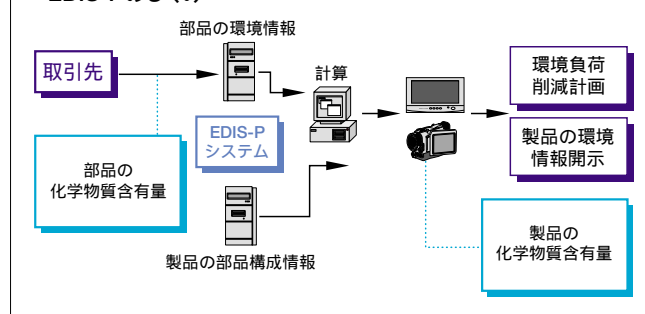 部品の環境情報
取引先
計算
環境負荷
削減計画
EDIS-P
システム
製品の環境
情報開示
部品の
化学物質含有量
製品の
化学物質含有量
製品の部品構成情報